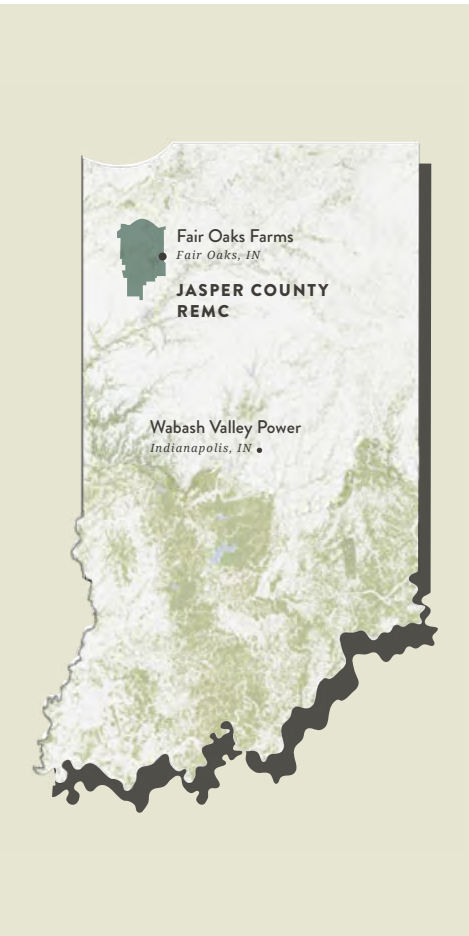 Fair Oaks Farms
Fair Oaks, IN
JASPER COUNTY
REMC
Wabash Valley Power
Indianapolis, IN